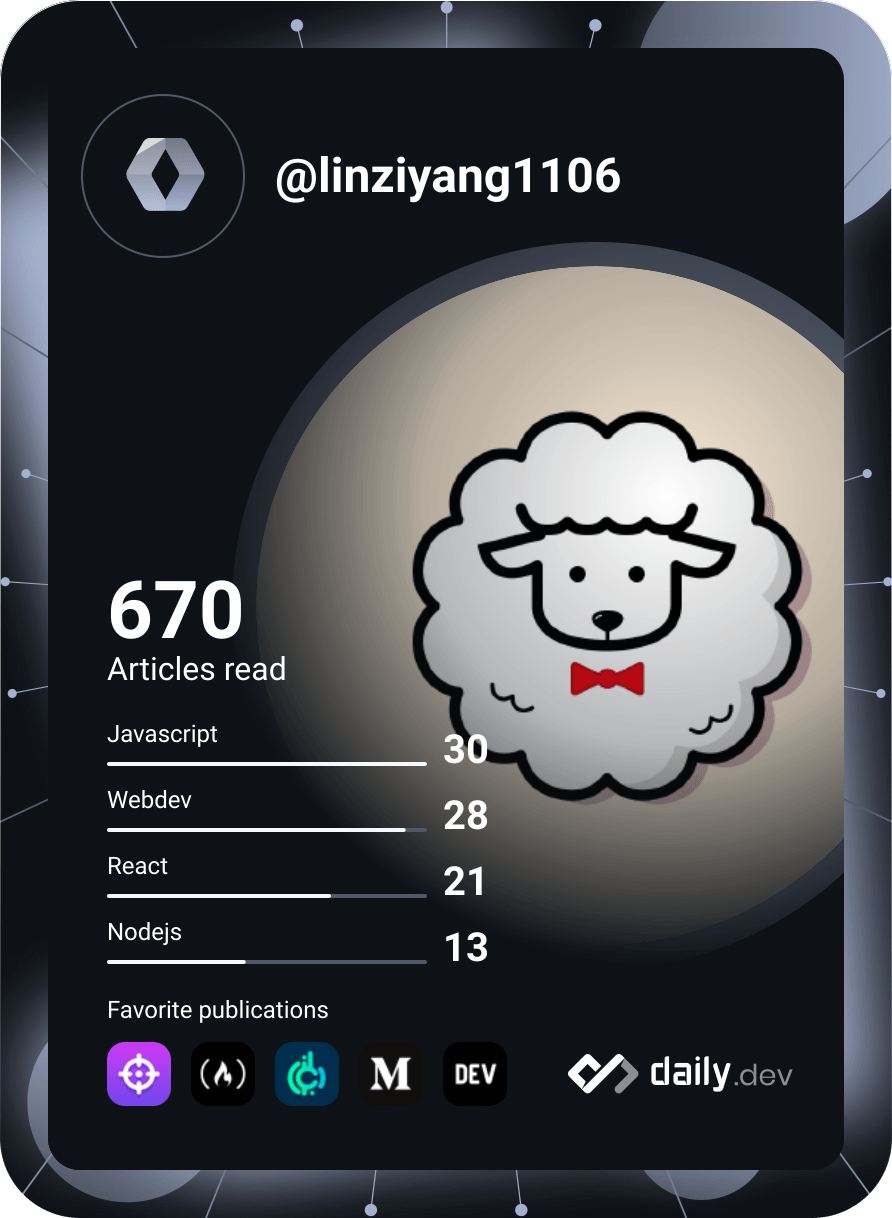 @linziyang1106
670
Articles read
Javascript
30
Webdev
28
React
21
Nodejs
13
Favorite publications
M
DEV
daily.dev